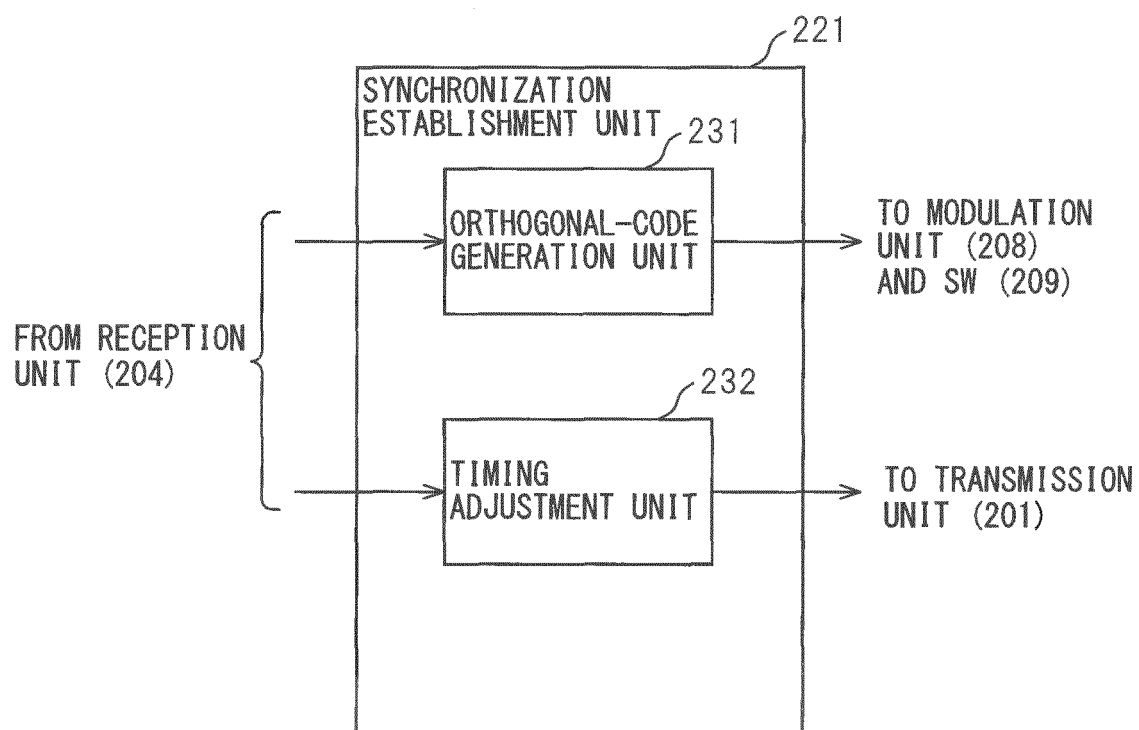 221
SYNCHRONIZATION
ESTABLISHMENT UNIT
231
ORTHOGONAL-CODE
GENERATION UNIT
TO MODULATION
UNIT (208)
AND SW (209)
FROM RECEPTION
UNIT (204)
232
TIMING
ADJUSTMENT UNIT
TO TRANSMISSION
UNIT (201)